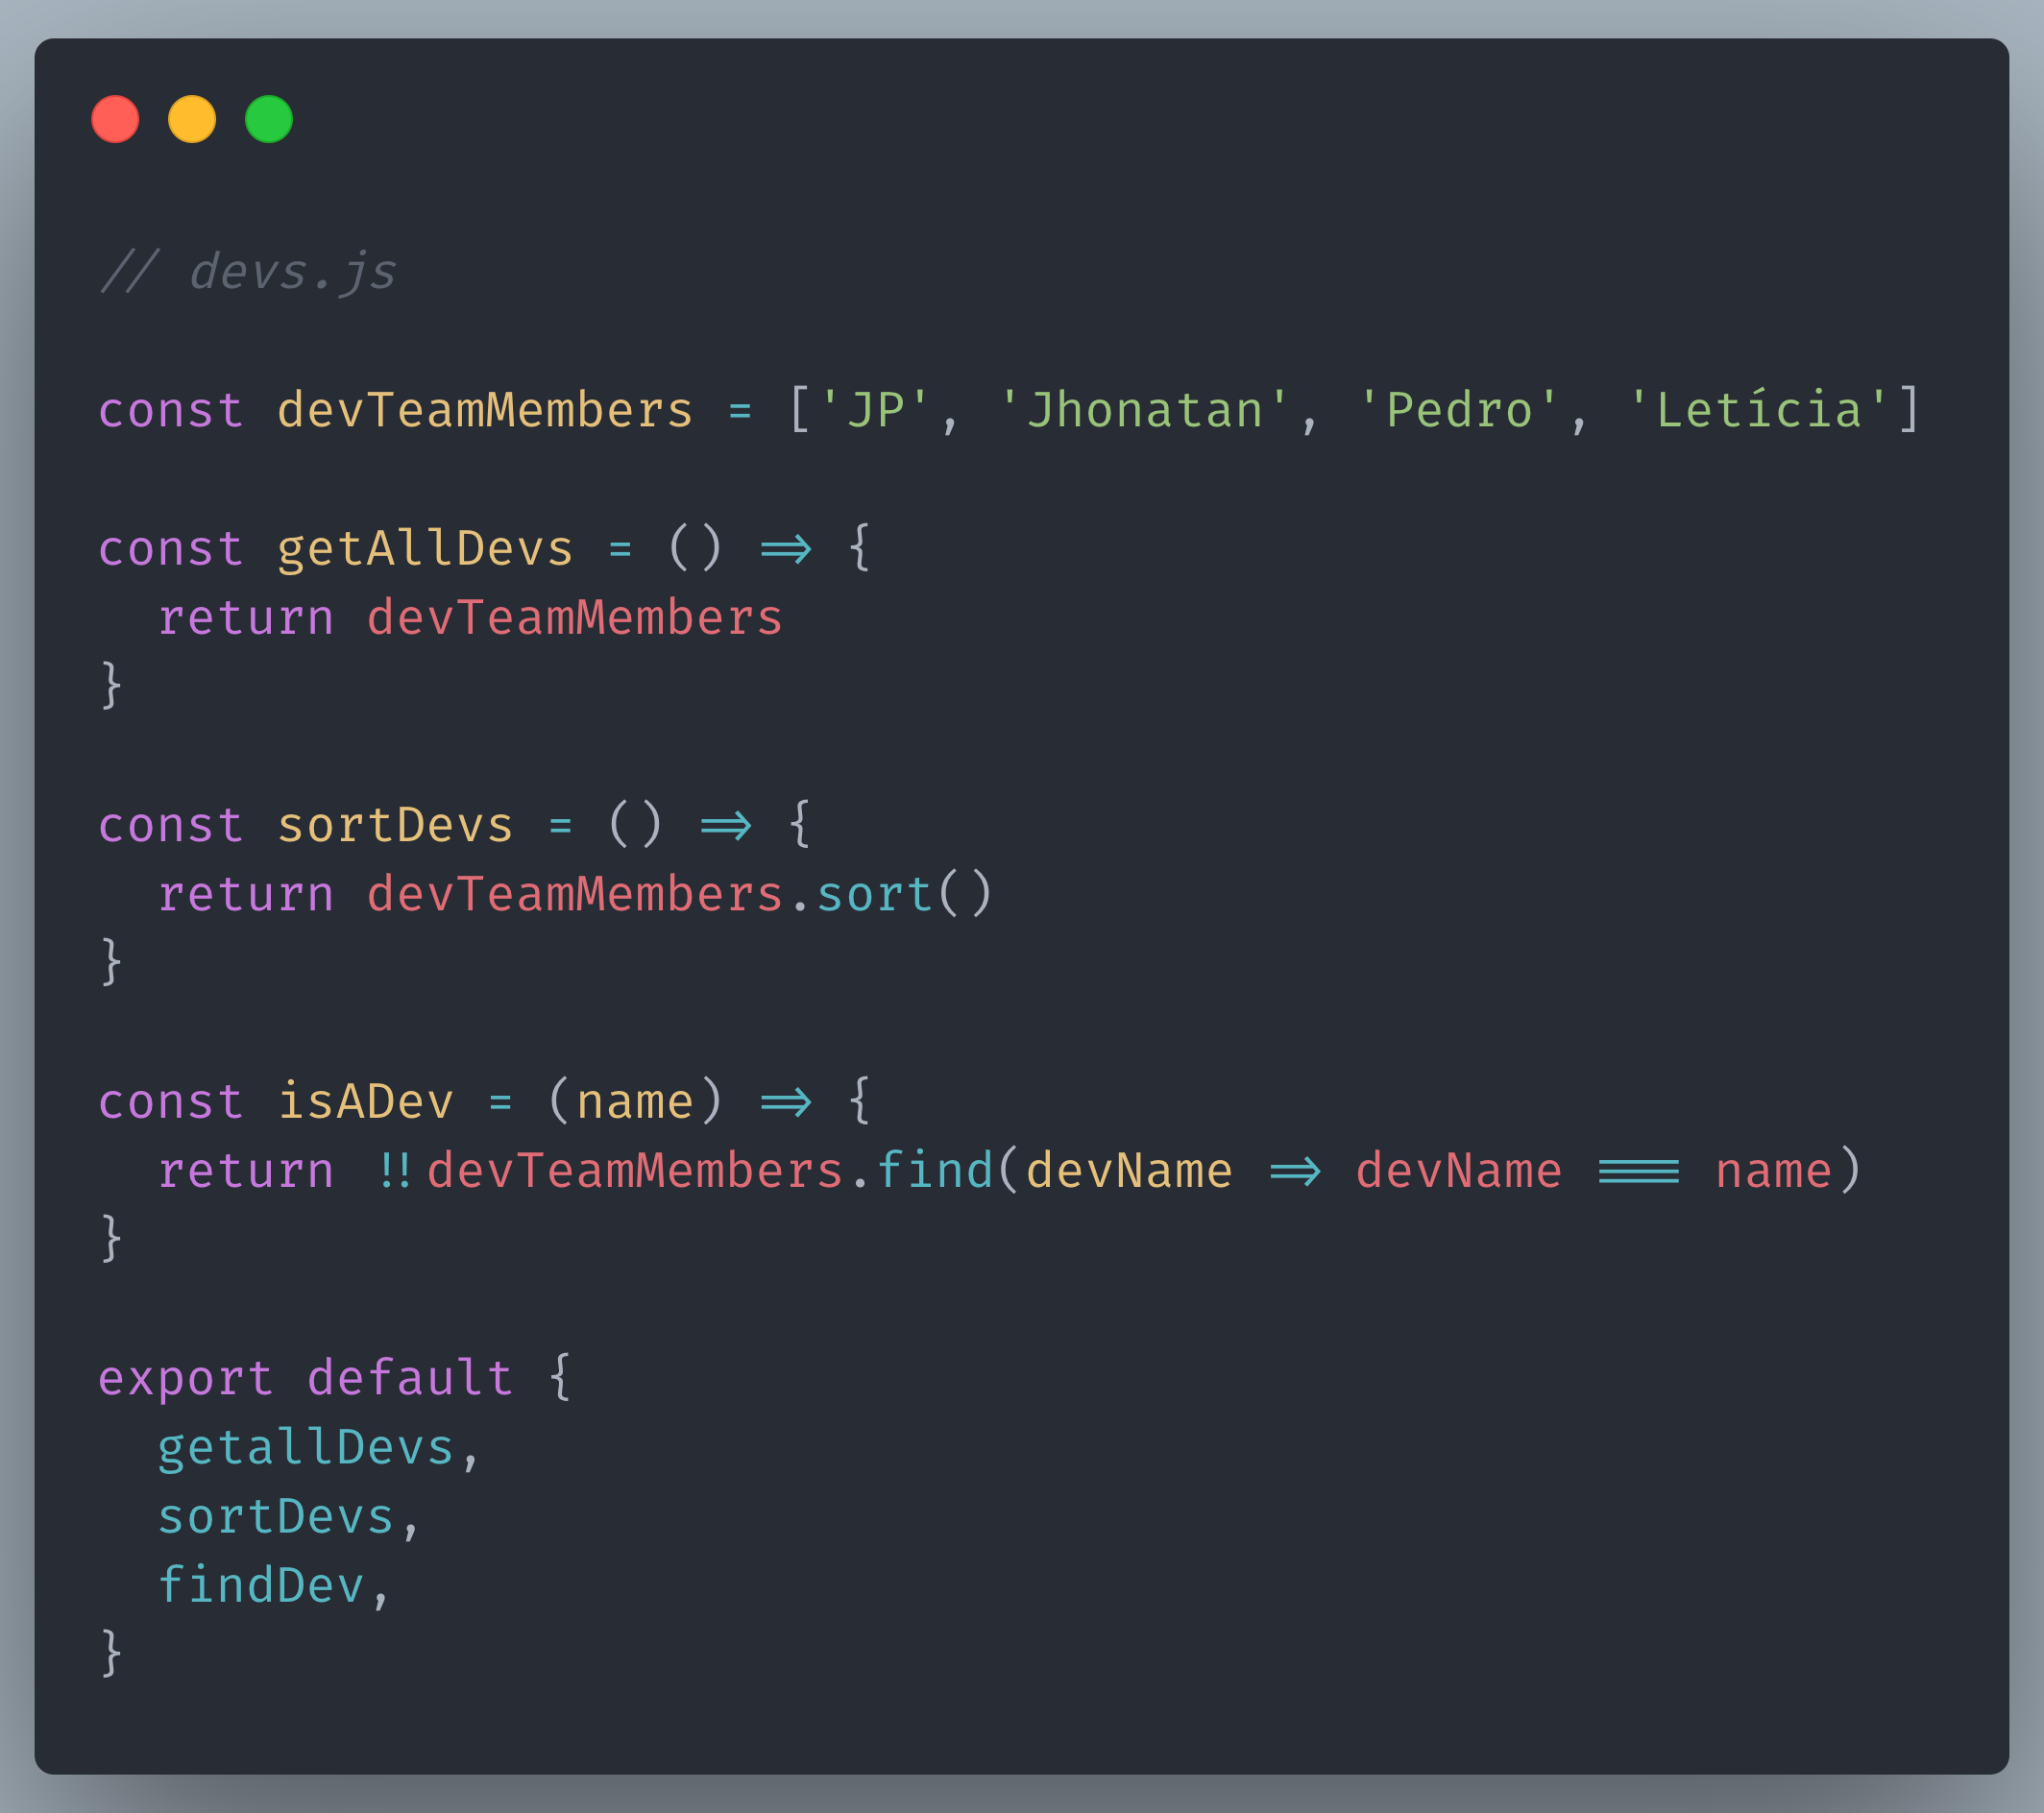 // devs.js
const devTeamMembers = ['JP', 'Jhonatan', 'Pedro', 'Letícia']
const getAllDevs = () => {
  return devTeamMembers
}
const sortDevs = () => {
  return devTeamMembers.sort()
}
const isADev = (name) => {
  return !!devTeamMembers.find(devName => devName === name)
}
export default {
  getallDevs,
  sortDevs,
  findDev,
}